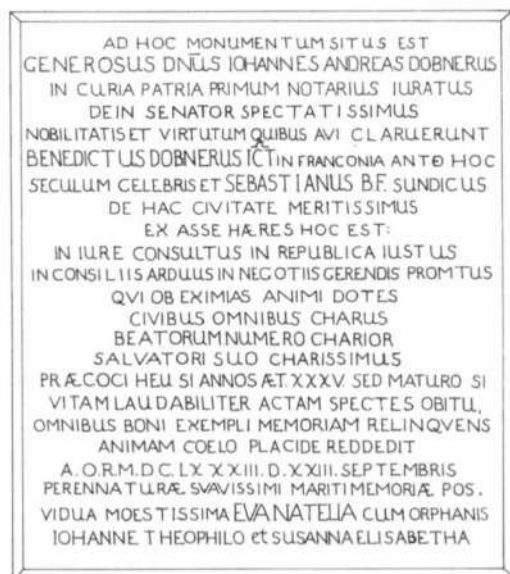 AD HOC MONUMENTUM SITUS EST
GENEROSUS DN̅U̅S IOHANNES ANDREAS DOBNERUS
IN CURIA PATRIA PRIMUM NOTARIUS IURATUS
DEIN SENATOR SPECTATISSIMUS
NOBILITATIS ET VIRTUTUM QUIBUS AVI CLARUERUNT
BENEDICTUS DOBNERUS ICT IN FRANCONIA ANTE HOC
SECULUM CELEBRIS ET SEBASTIANUS B.F. SUNDICUS
DE HAC CIVITATE MERITISSIMUS
EX ASSE HÆRES HOC EST:
IN IURE CONSULTUS IN REPUBLICA IUSTUS
IN CONSILIIS ARDUUS IN NEGOTIIS GERENDIS PROMTUS
QVI OB EXIMIAS ANIMI DOTES
CIVIBUS OMNIBUS CHARUS
BEATORUM NUMERO CHARIOR
SALVATORI SUO CHARISSIMUS
PRÆCOCI HEU SI ANNOS ÆT. XXXV. SED MATURO SI
VITAM LAUDABILITER ACTAM SPECTES OBITU,
OMNIBUS BONI EXEMPLI MEMORIAM RELINQVENS
ANIMAM COELO PLACIDE REDDEDIT
A.O.R.M.D.C.LXXXIII.D.XXIII.SEPTEMBRIS
PERENNATURÆ SVAVISSIMI MARITI MEMORIÆ POS.
VIDUA MOESTISSIMA EVA NATELIA CUM ORPHANIS
IOHANNE THEOPHILO et SUSANNA ELISABETHA